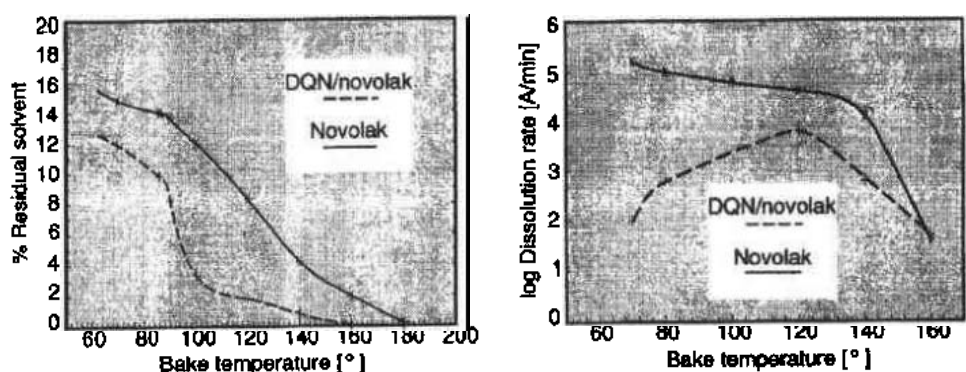 20
18
16
14
12
10
8
6
4
2
0
% Residual solvent
DQN/novolak
Novolak
60 80 100 120 140 160 180 200
Bake temperature [°]
6
5
4
3
2
1
0
log Dissolution rate [A/min]
DQN/novolak
Novolak
60 80 100 120 140 160
Bake temperature [°]